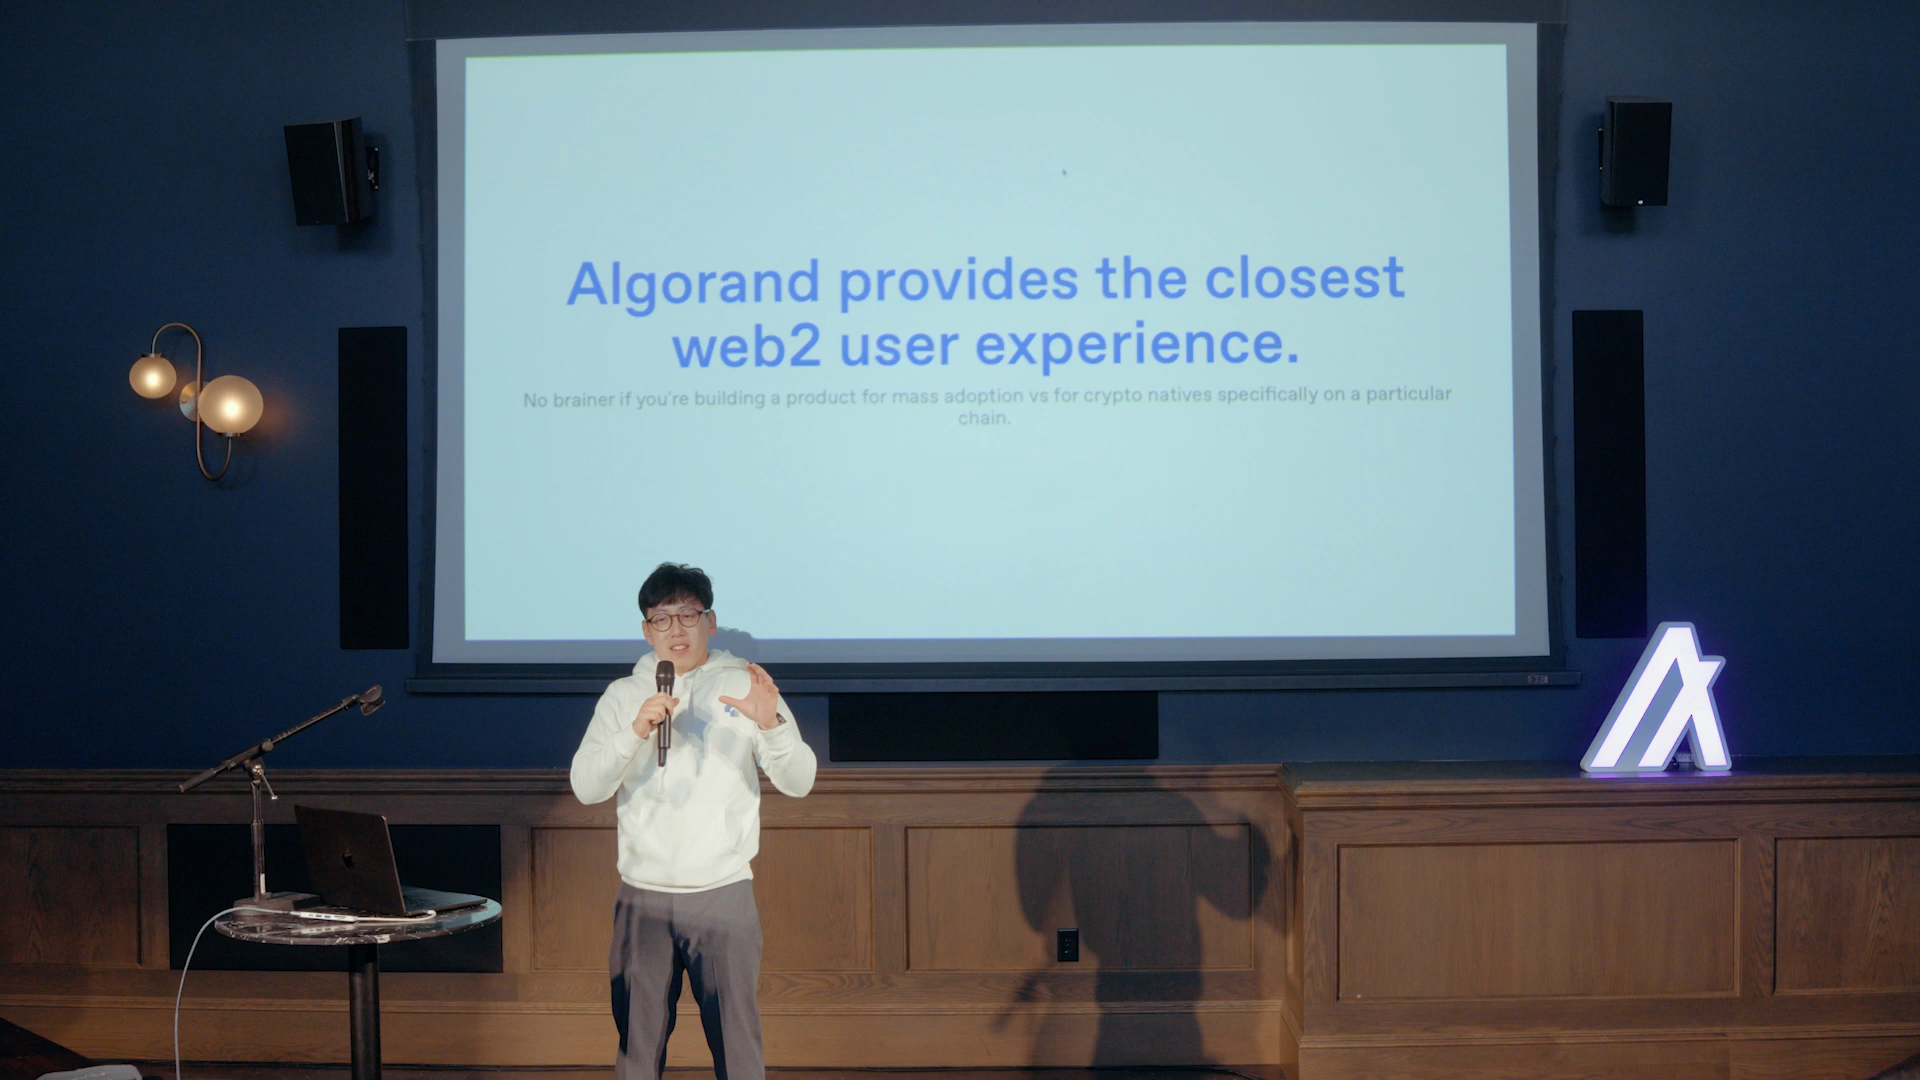 Algorand provides the closest
web2 user experience.
No brainer if you're building a product for mass adoption vs for crypto natives specifically on a particular
chain.